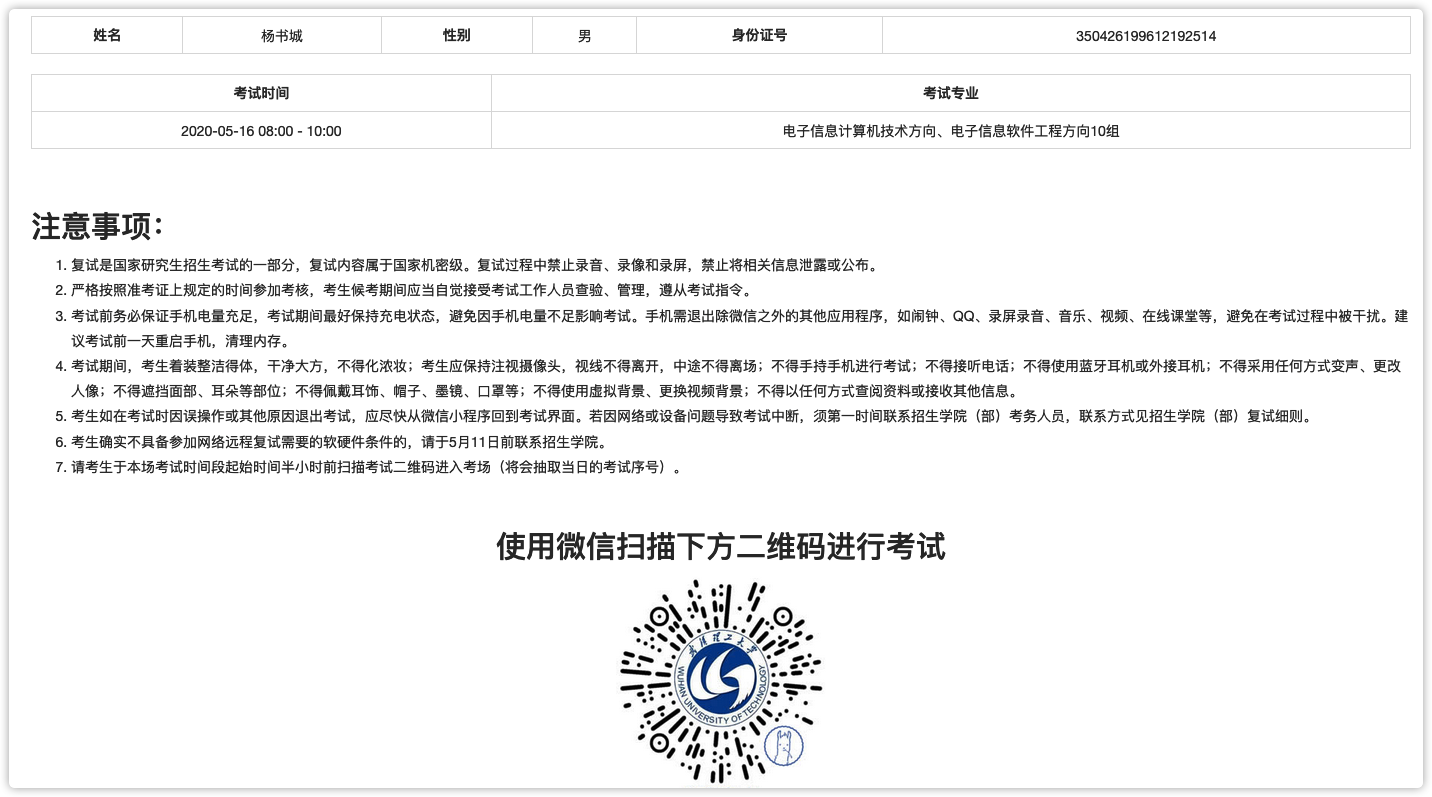 姓名 杨书城 性别 男 身份证号 350426199612192514
考试时间 考试专业
2020-05-16 08:00 - 10:00 电子信息计算机技术方向、电子信息软件工程方向10组
注意事项：
1. 复试是国家研究生招生考试的一部分，复试内容属于国家机密级。复试过程中禁止录音、录像和录屏，禁止将相关信息泄露或公布。
2. 严格按照准考证上规定的时间参加考核，考生候考期间应当自觉接受考试工作人员查验、管理，遵从考试指令。
3. 考试前务必保证手机电量充足，考试期间最好保持充电状态，避免因手机电量不足影响考试。手机需退出除微信之外的其他应用程序，如闹钟、QQ、录屏录音、音乐、视频、在线课堂等，避免在考试过程中被干扰。建
议考试前一天重启手机，清理内存。
4. 考试期间，考生着装整洁得体，干净大方，不得化浓妆；考生应保持注视摄像头，视线不得离开，中途不得离场；不得手持手机进行考试；不得接听电话；不得使用蓝牙耳机或外接耳机；不得采用任何方式变声、更改
人像；不得遮挡面部、耳朵等部位；不得佩戴耳饰、帽子、墨镜、口罩等；不得使用虚拟背景、更换视频背景；不得以任何方式查阅资料或接收其他信息。
5. 考生如在考试时因误操作或其他原因退出考试，应尽快从微信小程序回到考试界面。若因网络或设备问题导致考试中断，须第一时间联系招生学院（部）考务人员，联系方式见招生学院（部）复试细则。
6. 考生确实不具备参加网络远程复试需要的软硬件条件的，请于5月11日前联系招生学院。
7. 请考生于本场考试时间段起始时间半小时前扫描考试二维码进入考场（将会抽取当日的考试序号）。
使用微信扫描下方二维码进行考试
武汉理工大学
WUHAN UNIVERSITY OF TECHNOLOGY